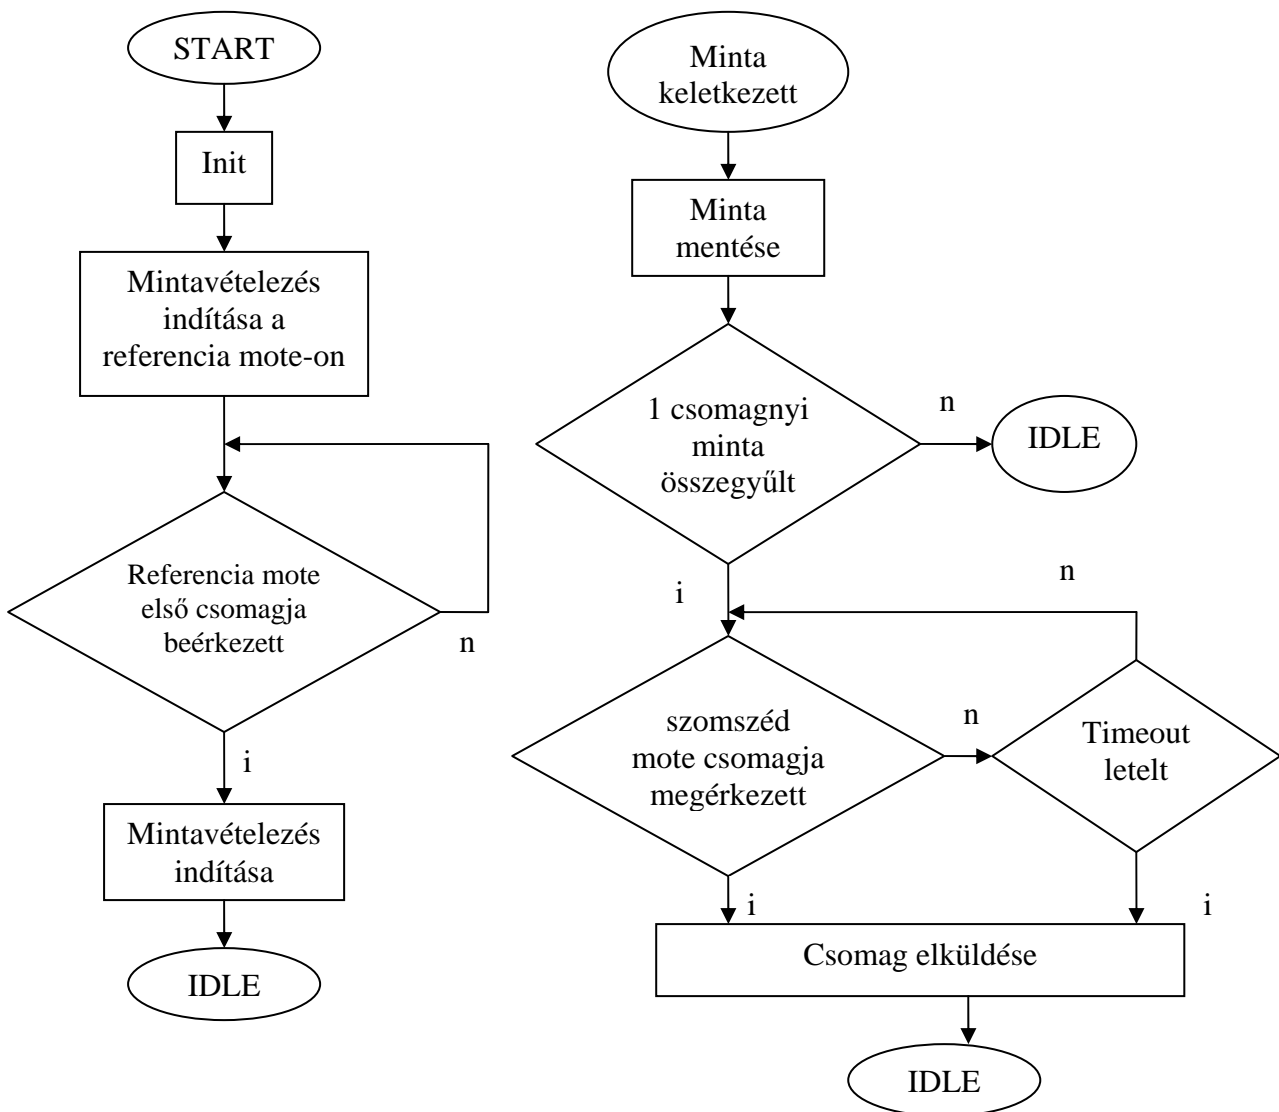 START
Init
Mintavételezés
indítása a
referencia mote-on
Referencia mote
első csomagja
beérkezett
n
i
Mintavételezés
indítása
IDLE
Minta
keletkezett
Minta
mentése
1 csomagnyi
minta
összegyűlt
n
IDLE
i
n
szomszéd
mote csomagja
megérkezett
n
Timeout
letelt
i
i
Csomag elküldése
IDLE